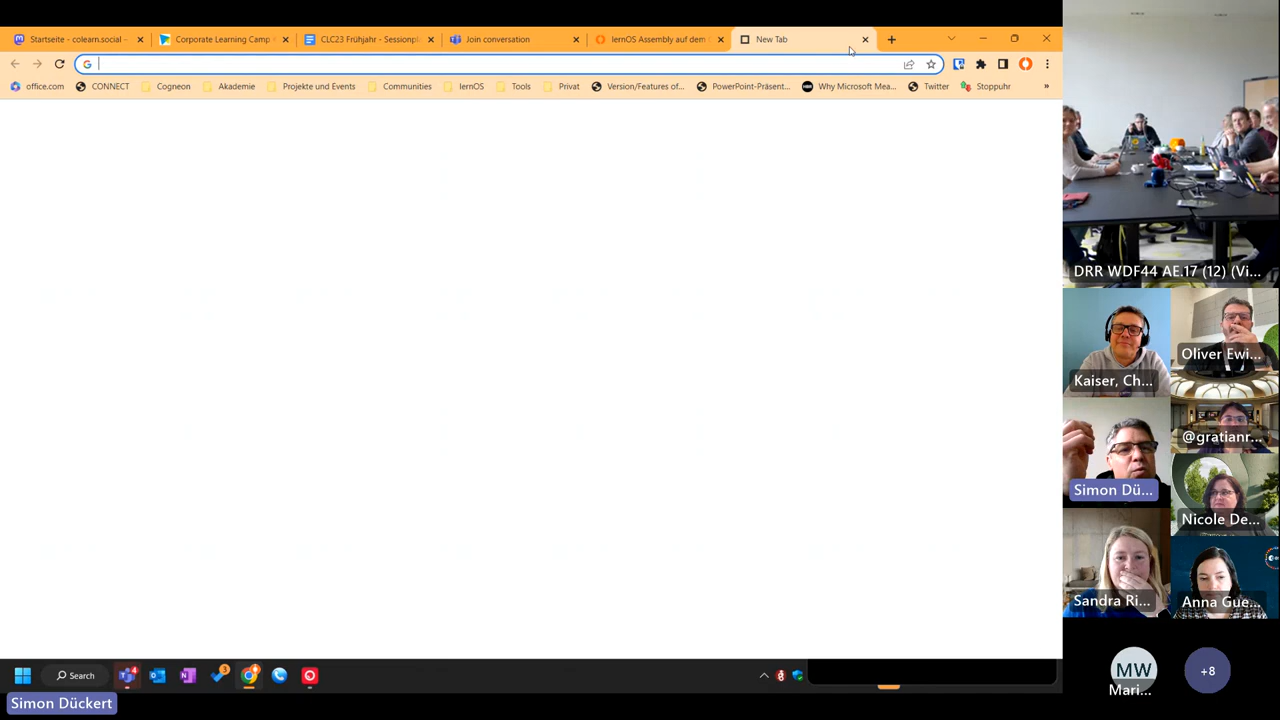 Startseite - colearn.social -
Corporate Learning Camp
CLC23 Frühjahr - Sessionpl
Join conversation
lernOS Assembly auf dem
New Tab
office.com
CONNECT
Cogneon
Akademie
Projekte und Events
Communities
lernOS
Tools
Privat
Version/Features of...
PowerPoint-Präsent...
Why Microsoft Mea...
Twitter
Stoppuhr
»
DRR WDF44 AE.17 (12) (Vi...
Kaiser, Ch...
Oliver Ewi...
@gratianr...
Simon Dü...
Nicole De...
Sandra Ri...
Anna Gue...
MW
Mari...
+8
Search
4
3
Simon Dückert